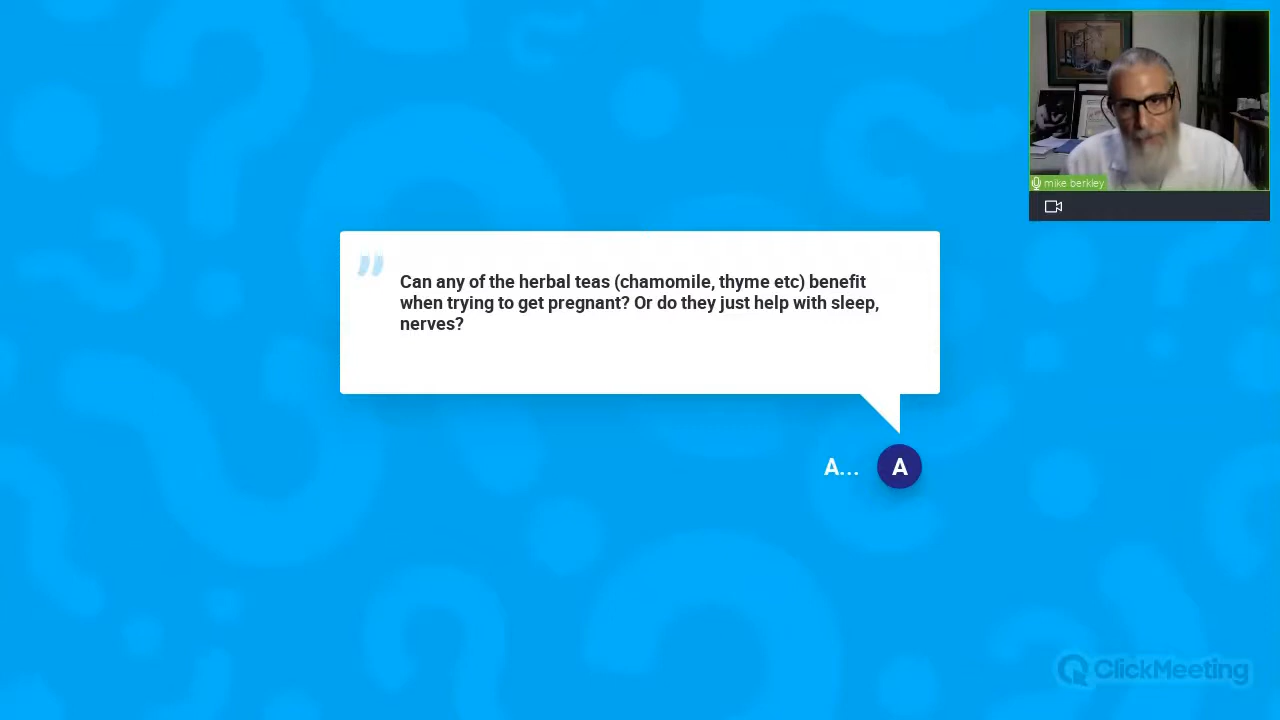 mike berkley
Can any of the herbal teas (chamomile, thyme etc) benefit
when trying to get pregnant? Or do they just help with sleep,
nerves?
A... A
ClickMeeting